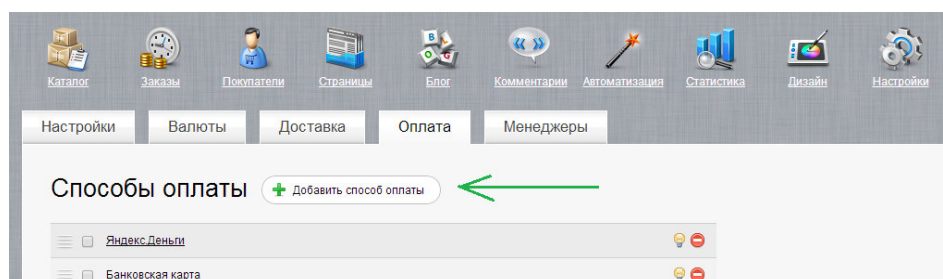 Каталог Заказы Покупатели Страницы Блог Комментарии Автоматизация Статистика Дизайн Настройки
Настройки Валюты Доставка Оплата Менеджеры
Способы оплаты Добавить способ оплаты
Яндекс.Деньги
Банковская карта